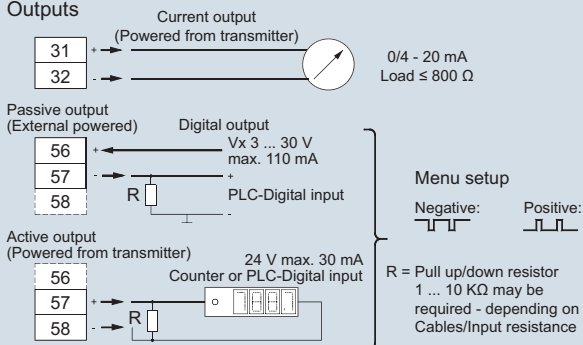 Outputs
Current output
(Powered from transmitter)
31 +
32 -
0/4 - 20 mA
Load ≤ 800 Ω
Passive output
(External powered)
Digital output
56 +
Vx 3 ... 30 V
max. 110 mA
57 -
+
58
R
PLC-Digital input
-
Menu setup
Negative: Positive:
Active output
(Powered from transmitter)
24 V max. 30 mA
Counter or PLC-Digital input
56
57 +
58 -
R
R = Pull up/down resistor
1 ... 10 KΩ may be
required - depending on
Cables/Input resistance